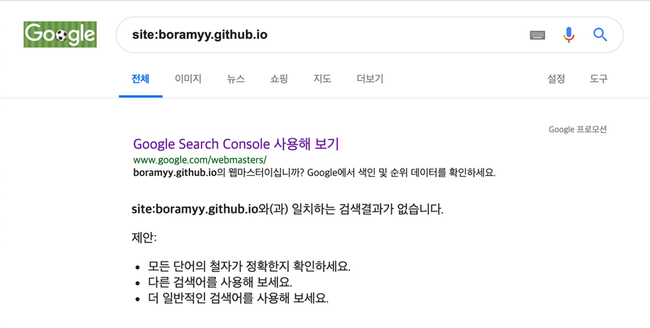 Google
site:boramyy.github.io
전체 이미지 뉴스 쇼핑 지도 더보기 설정 도구
Google 프로모션
Google Search Console 사용해 보기
www.google.com/webmasters/
boramyy.github.io의 웹마스터이십니까? Google에서 색인 및 순위 데이터를 확인하세요.
site:boramyy.github.io와(과) 일치하는 검색결과가 없습니다.
제안:
• 모든 단어의 철자가 정확한지 확인하세요.
• 다른 검색어를 사용해 보세요.
• 더 일반적인 검색어를 사용해 보세요.